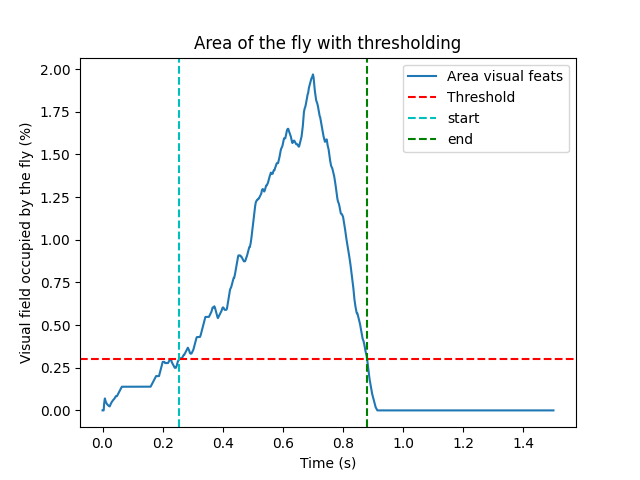 Area of the fly with thresholding
Visual field occupied by the fly (%)
2.00
1.75
1.50
1.25
1.00
0.75
0.50
0.25
0.00
Area visual feats
Threshold
start
end
0.0 0.2 0.4 0.6 0.8 1.0 1.2 1.4
Time (s)